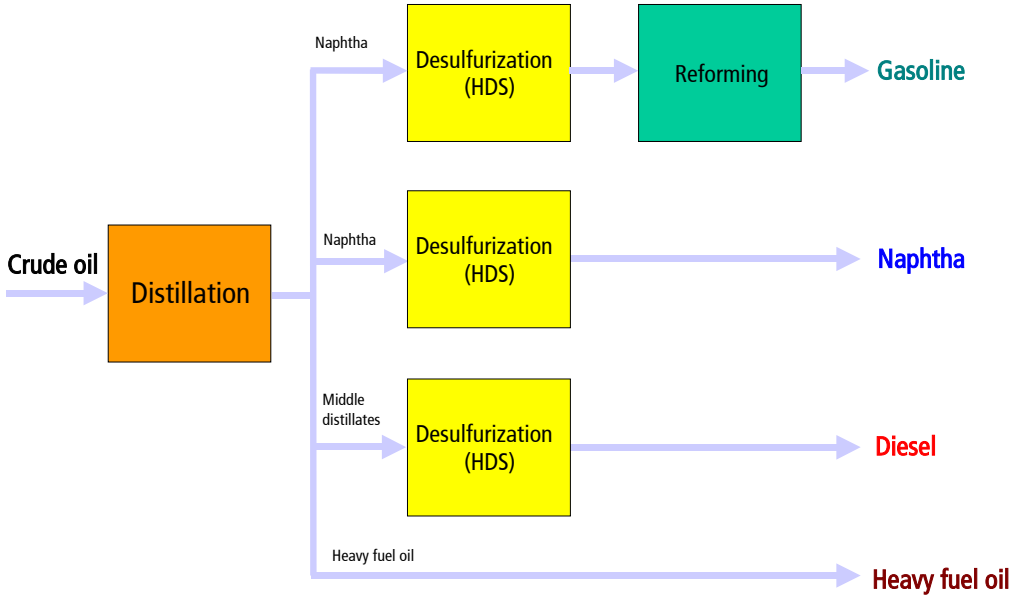 Naphtha
Desulfurization
(HDS)
Reforming
Gasoline
Naphtha
Desulfurization
(HDS)
Naphtha
Crude oil
Distillation
Middle
distillates
Desulfurization
(HDS)
Diesel
Heavy fuel oil
Heavy fuel oil